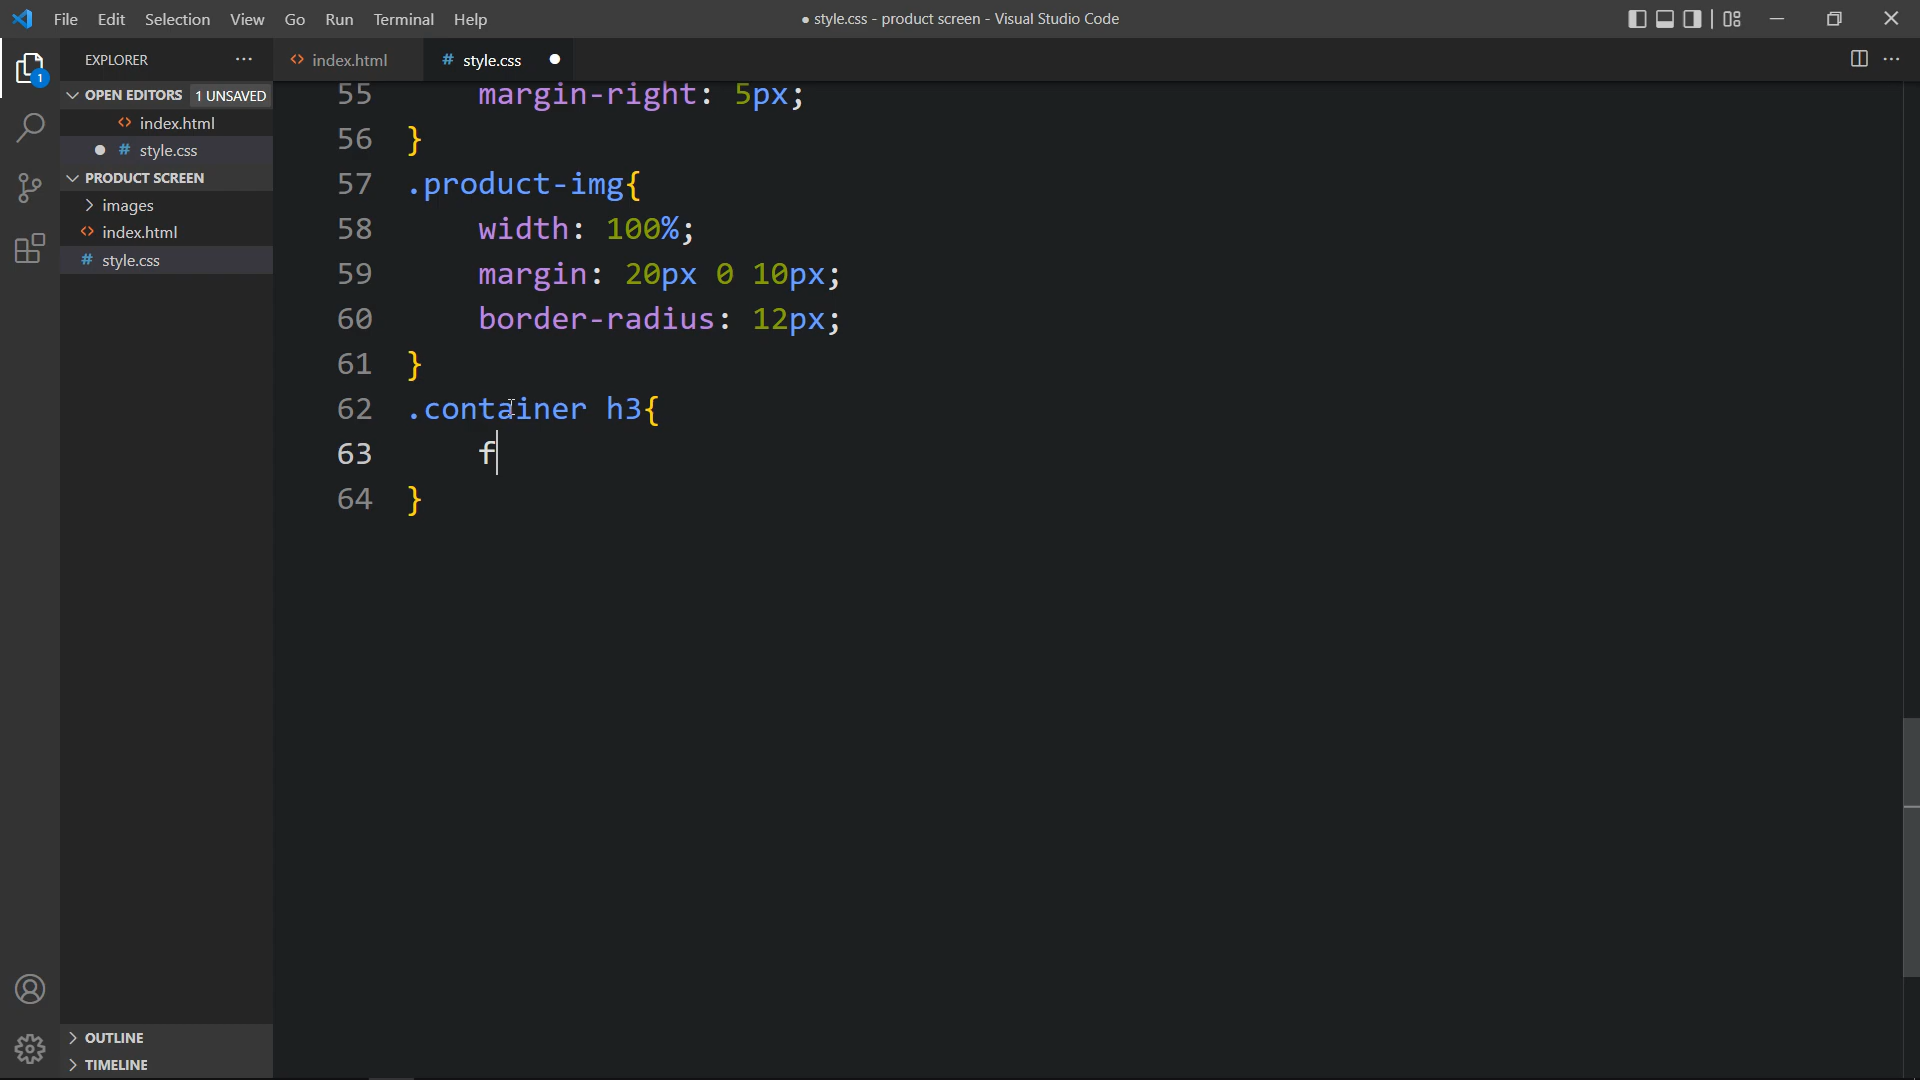 File Edit Selection View Go Run Terminal Help
● style.css - product screen - Visual Studio Code
EXPLORER
index.html
style.css
OPEN EDITORS 1 UNSAVED
index.html
style.css
PRODUCT SCREEN
images
index.html
style.css
1
55 margin-right: 5px;
56 }
57 .product-img{
58 width: 100%;
59 margin: 20px 0 10px;
60 border-radius: 12px;
61 }
62 .container h3{
63 f
64 }
OUTLINE
TIMELINE